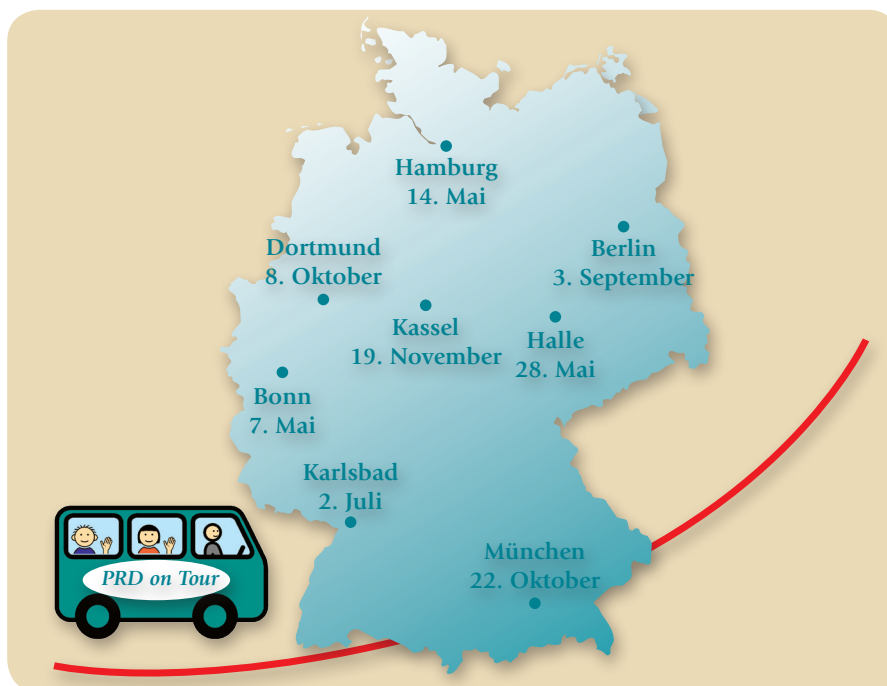 Hamburg
14. Mai
Dortmund
8. Oktober
Berlin
3. September
Kassel
19. November
Halle
28. Mai
Bonn
7. Mai
Karlsbad
2. Juli
München
22. Oktober
PRD on Tour